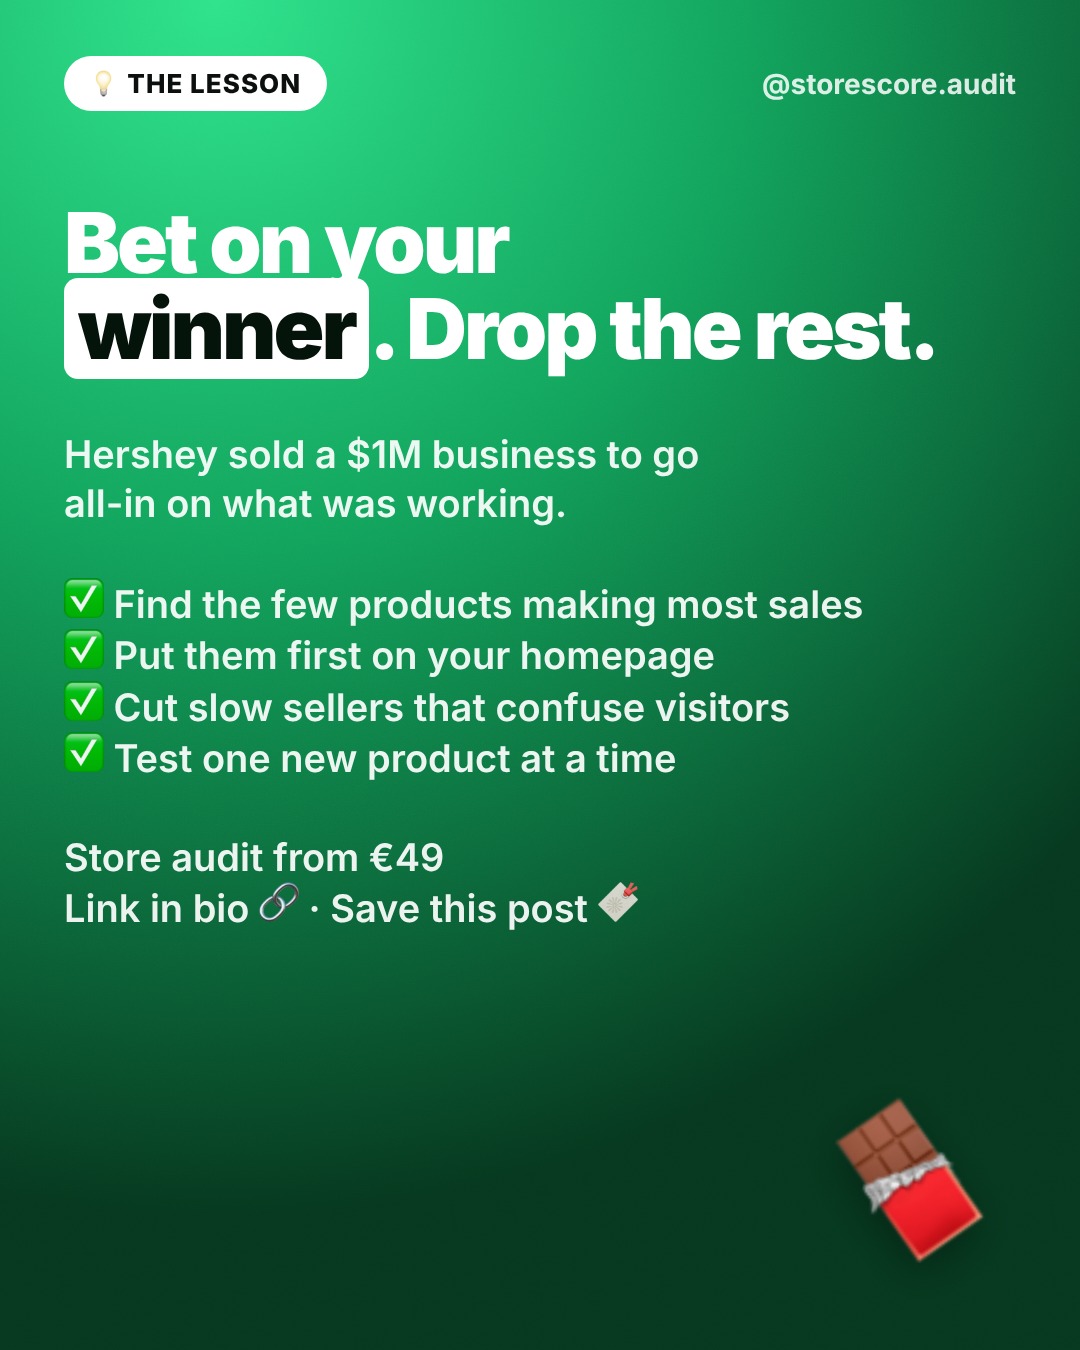 💡 THE LESSON
@storescore.audit
Bet on your
winner. Drop the rest.
Hershey sold a $1M business to go
all-in on what was working.
✅ Find the few products making most sales
✅ Put them first on your homepage
✅ Cut slow sellers that confuse visitors
✅ Test one new product at a time
Store audit from €49
Link in bio 🔗 · Save this post 🔖